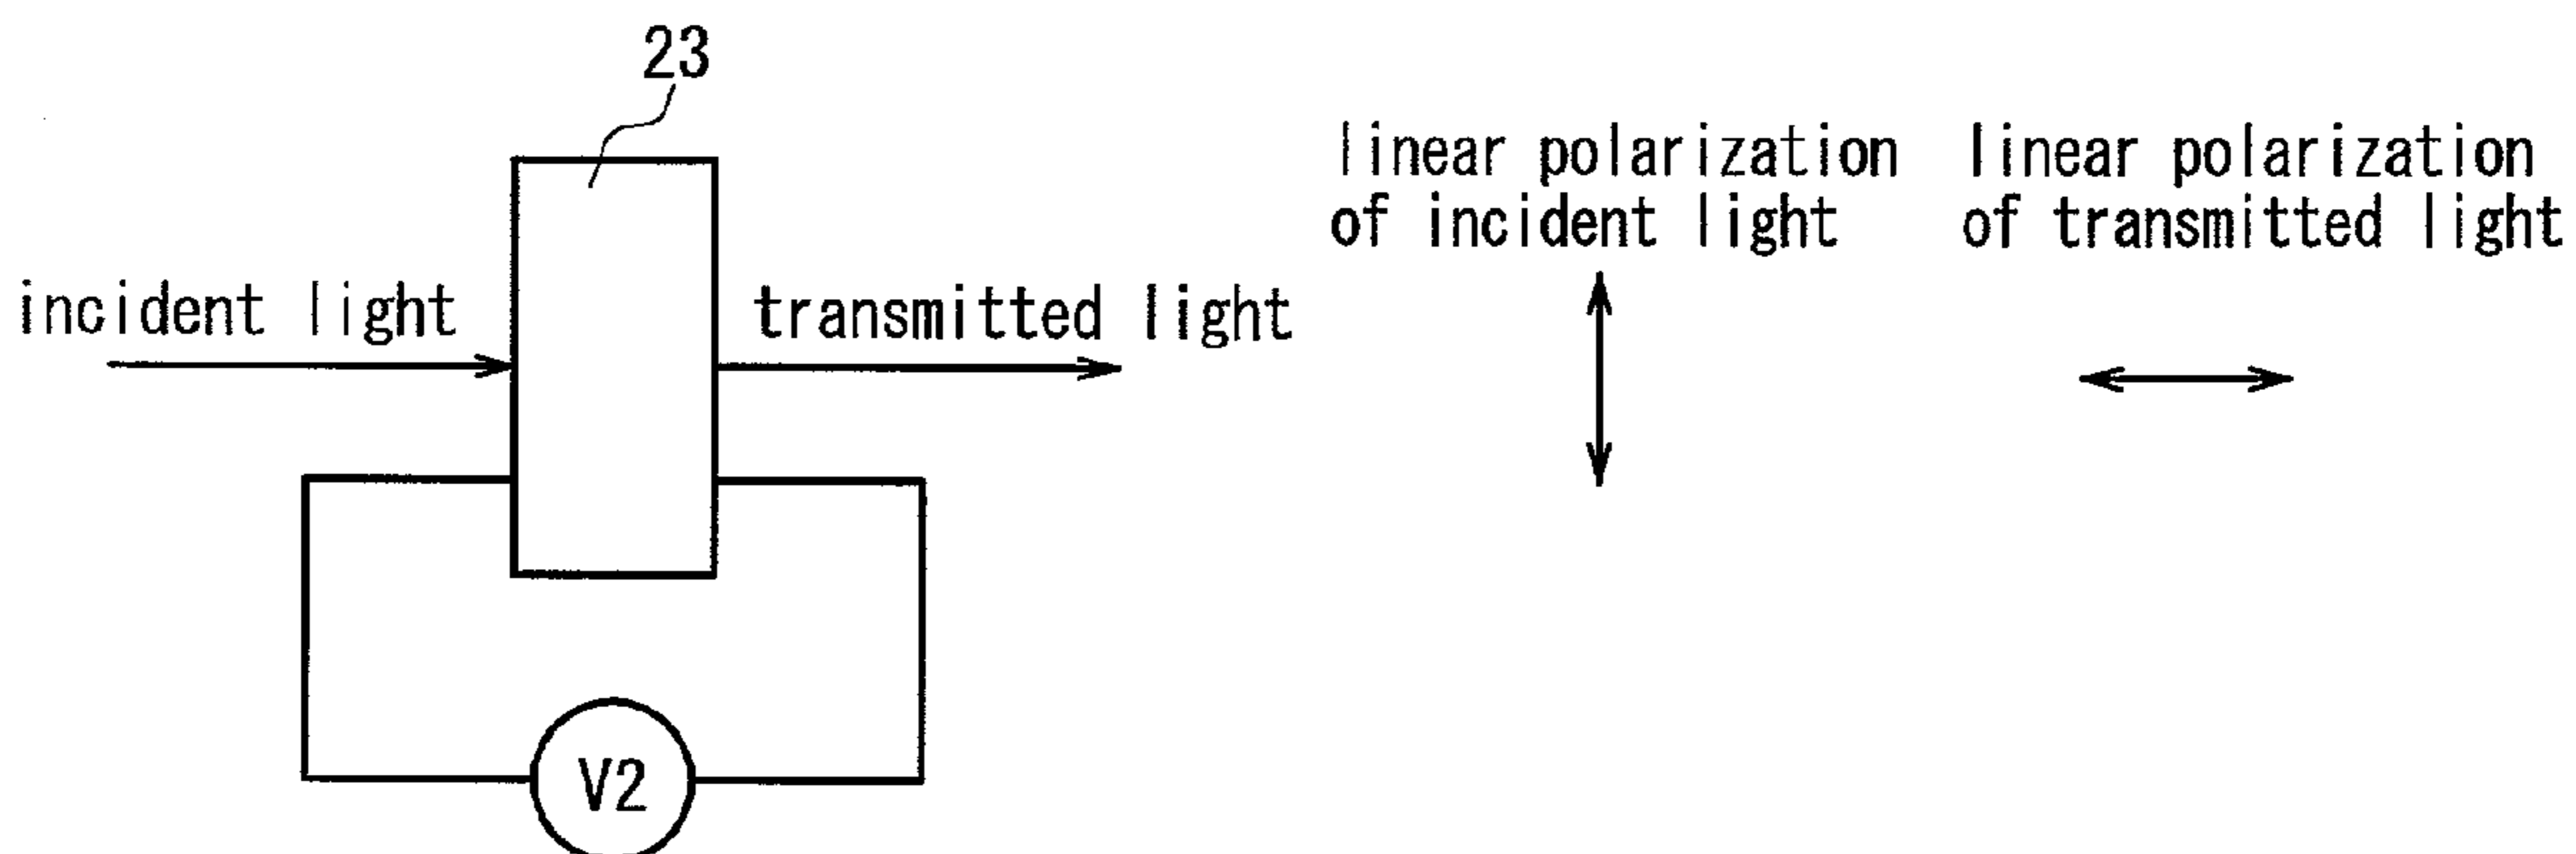 23
linear polarization
of incident light
linear polarization
of transmitted light
incident light
transmitted light
V2